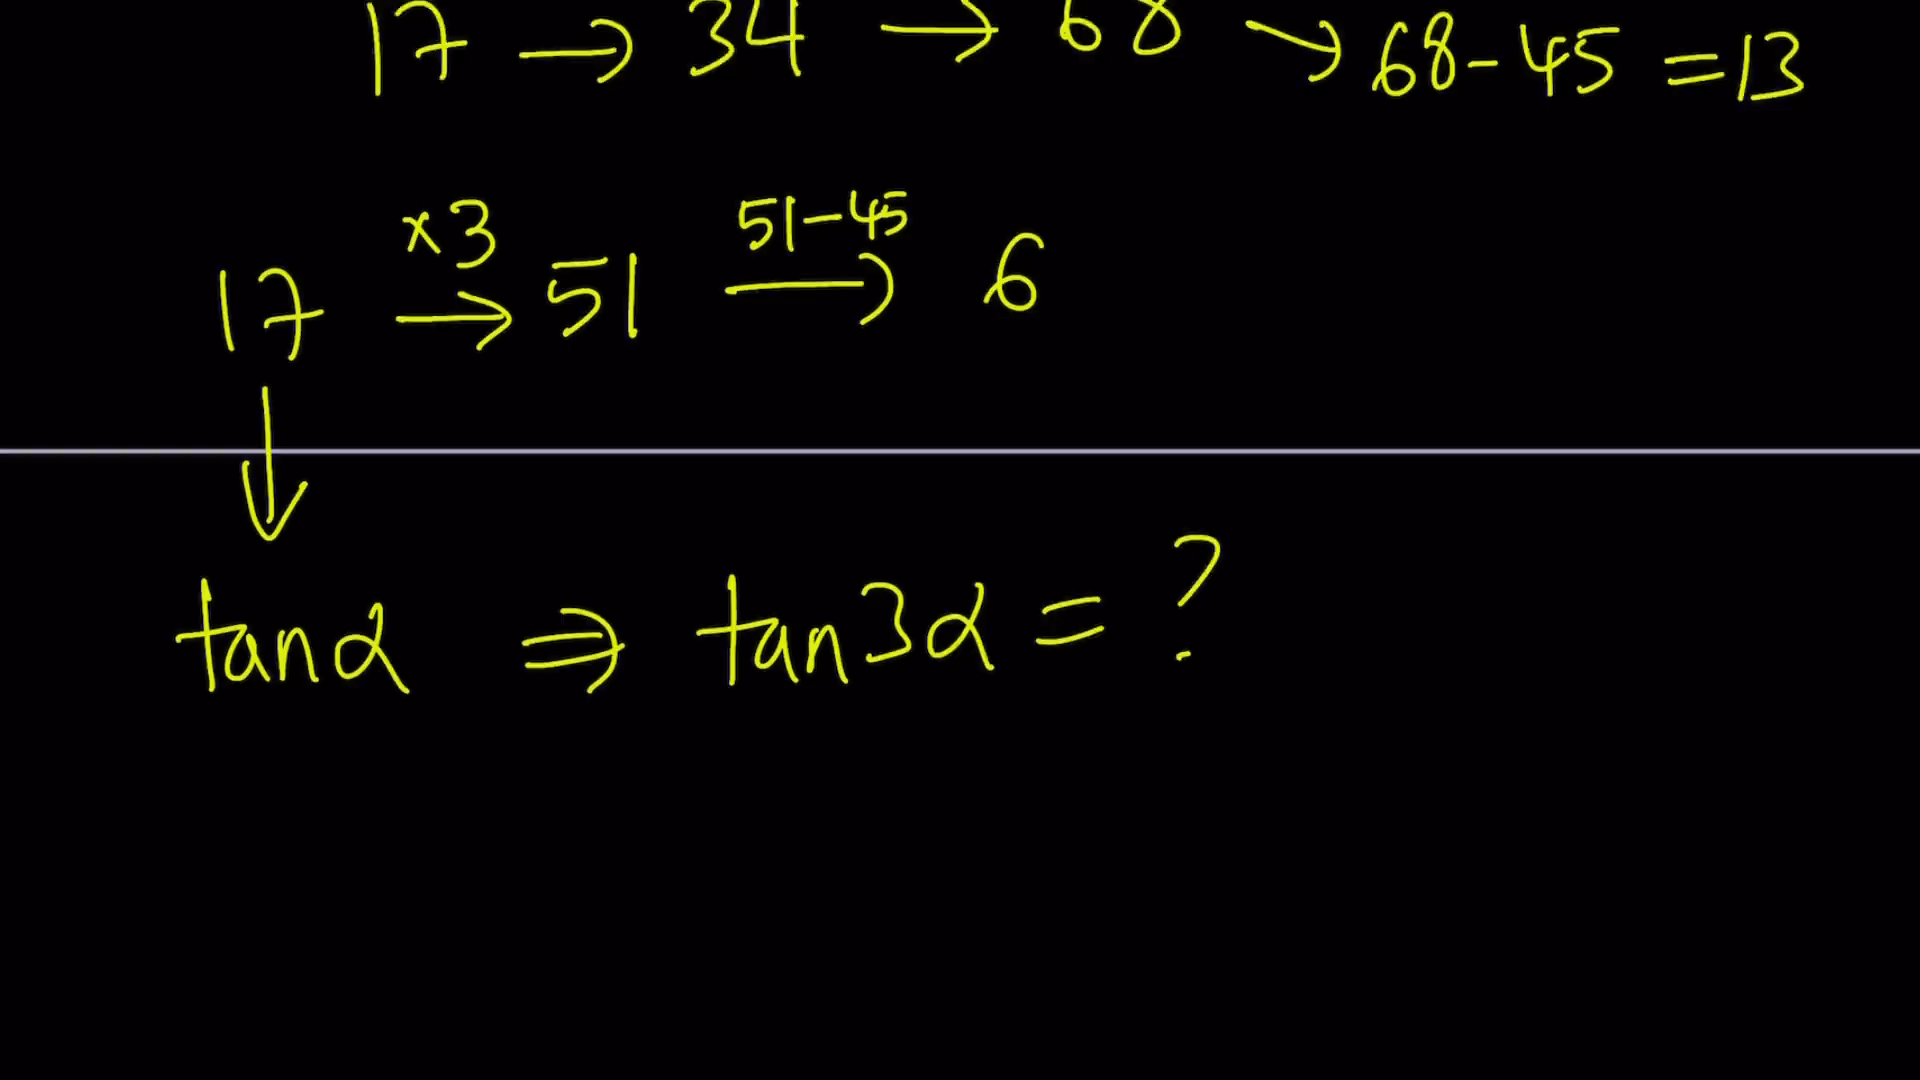 17 → 34 → 68 → 68-45 = 13
×3 51-45
17 → 51 → 6
↓
tanα ⇒ tan3α = ?